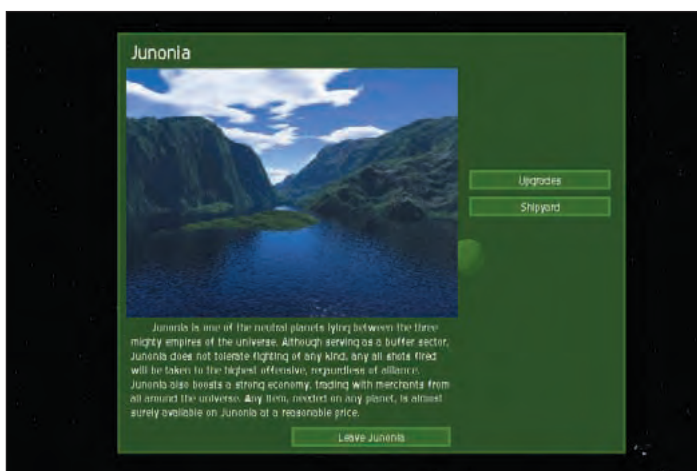 Junonia
Upgrades
Shipyard
Junonia is one of the neutral planets lying between the three
mighty empires of the universe. Although serving as a buffer sector,
Junonia does not tolerate fighting of any kind, any all shots fired
will be taken to the highest offensive, regardless of alliance.
Junonia also boosts a strong economy, trading with merchants from
all around the universe. Any item, needed on any planet, is almost
surely available on Junonia at a reasonable price.
Leave Junonia